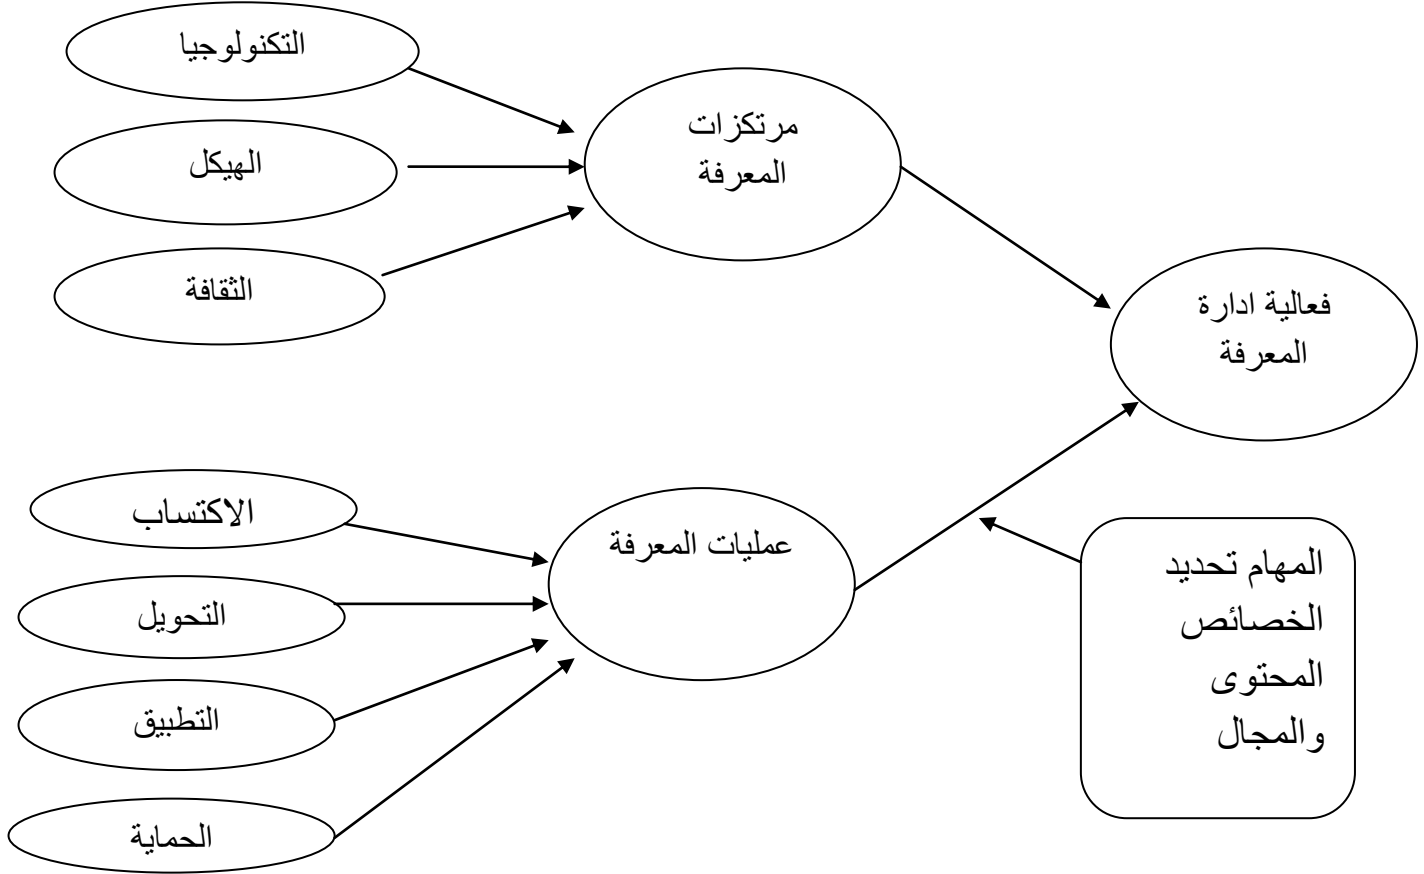 التكنولوجيا
الهيكل
الثقافة
مرتكزات
المعرفة
فعالية ادارة
المعرفة
الاكتساب
التحويل
التطبيق
الحماية
عمليات المعرفة
المهام تحديد
الخصائص
المحتوى
والمجال